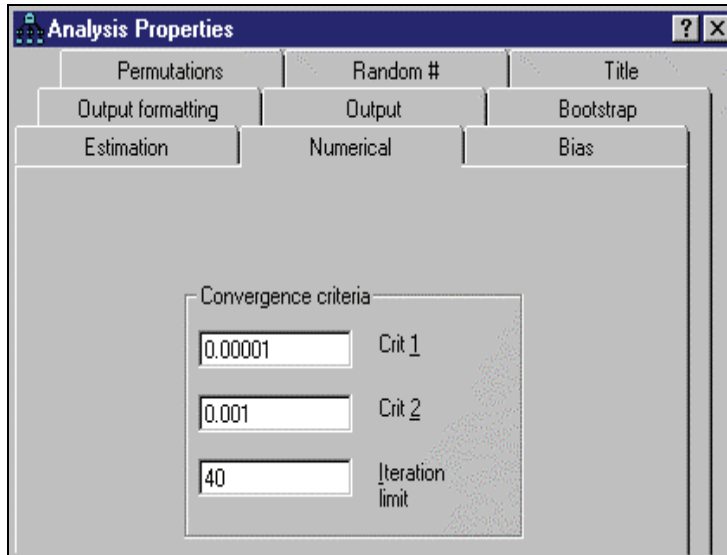 Analysis Properties
Permutations
Random #
Title
Output formatting
Output
Bootstrap
Estimation
Numerical
Bias
Convergence criteria
0.00001
Crit 1
0.001
Crit 2
40
Iteration
limit